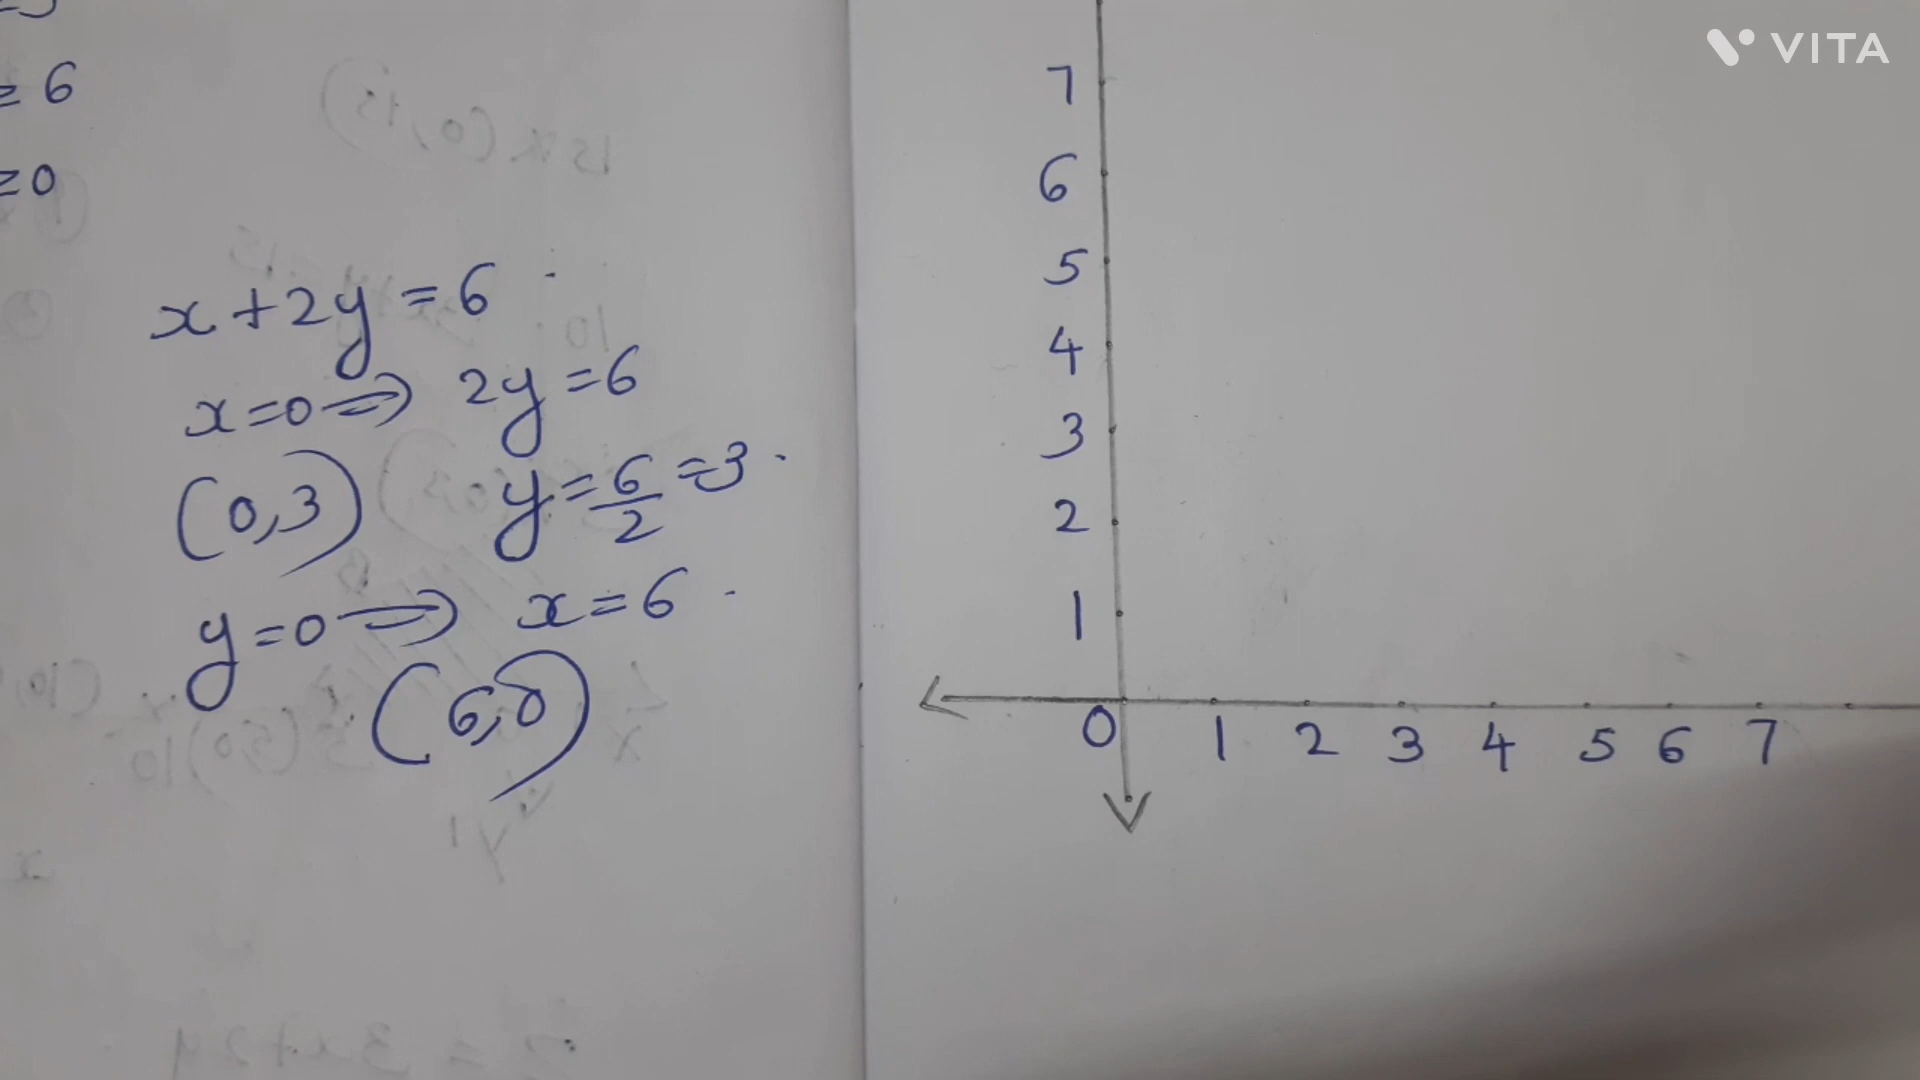 ≥ 6
≥ 0
x + 2y = 6
x = 0 ⇒ 2y = 6
(0,3) y = 6/2 = 3
y = 0 ⇒ x = 6
(6,0)
VITA
7
6
5
4
3
2
1
0 1 2 3 4 5 6 7